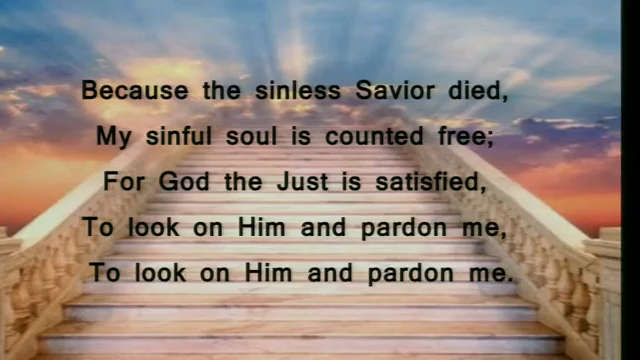 Because the sinless Savior died,
My sinful soul is counted free;
For God the Just is satisfied,
To look on Him and pardon me,
To look on Him and pardon me.